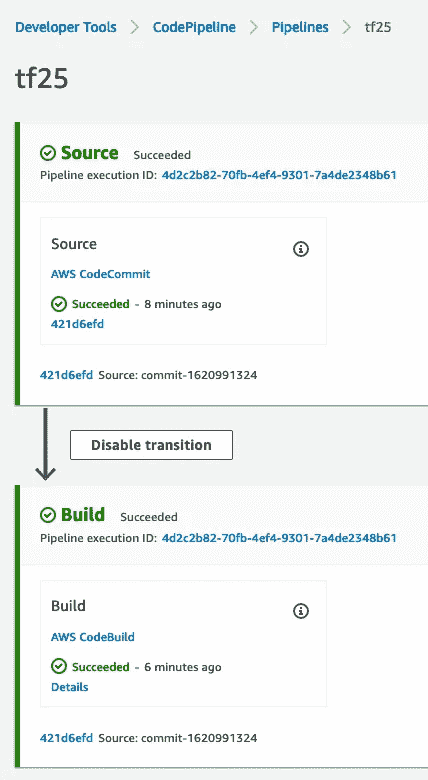 Developer Tools > CodePipeline > Pipelines > tf25
tf25
Source Succeeded
Pipeline execution ID: 4d2c2b82-70fb-4ef4-9301-7a4de2348b61
Source
AWS CodeCommit
Succeeded - 8 minutes ago
421d6efd
421d6efd Source: commit-1620991324
Disable transition
Build Succeeded
Pipeline execution ID: 4d2c2b82-70fb-4ef4-9301-7a4de2348b61
Build
AWS CodeBuild
Succeeded - 6 minutes ago
Details
421d6efd Source: commit-1620991324